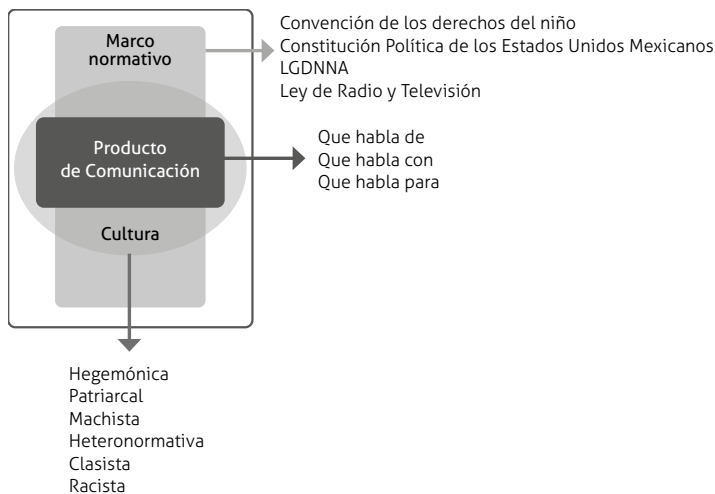 Marco
normativo
Convención de los derechos del niño
Constitución Política de los Estados Unidos Mexicanos
LGDNNA
Ley de Radio y Televisión
Producto
de Comunicación
Que habla de
Que habla con
Que habla para
Cultura
Hegemónica
Patriarcal
Machista
Heteronormativa
Clasista
Racista